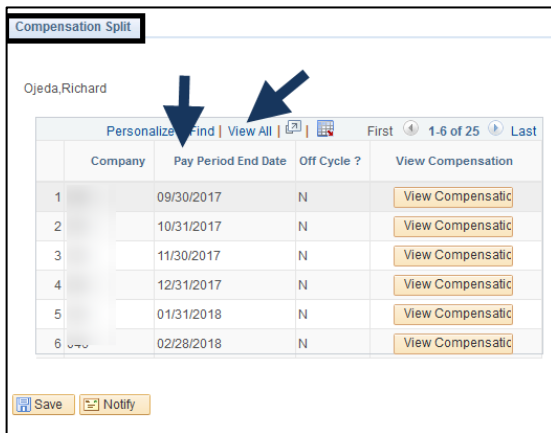 Compensation Split
Ojeda,Richard
Personalize Find | View All | | First 1-6 of 25 Last
Company Pay Period End Date Off Cycle ? View Compensation
1 09/30/2017 N View Compensatic
2 10/31/2017 N View Compensatic
3 11/30/2017 N View Compensatic
4 12/31/2017 N View Compensatic
5 01/31/2018 N View Compensatic
6 02/28/2018 N View Compensatic
Save Notify